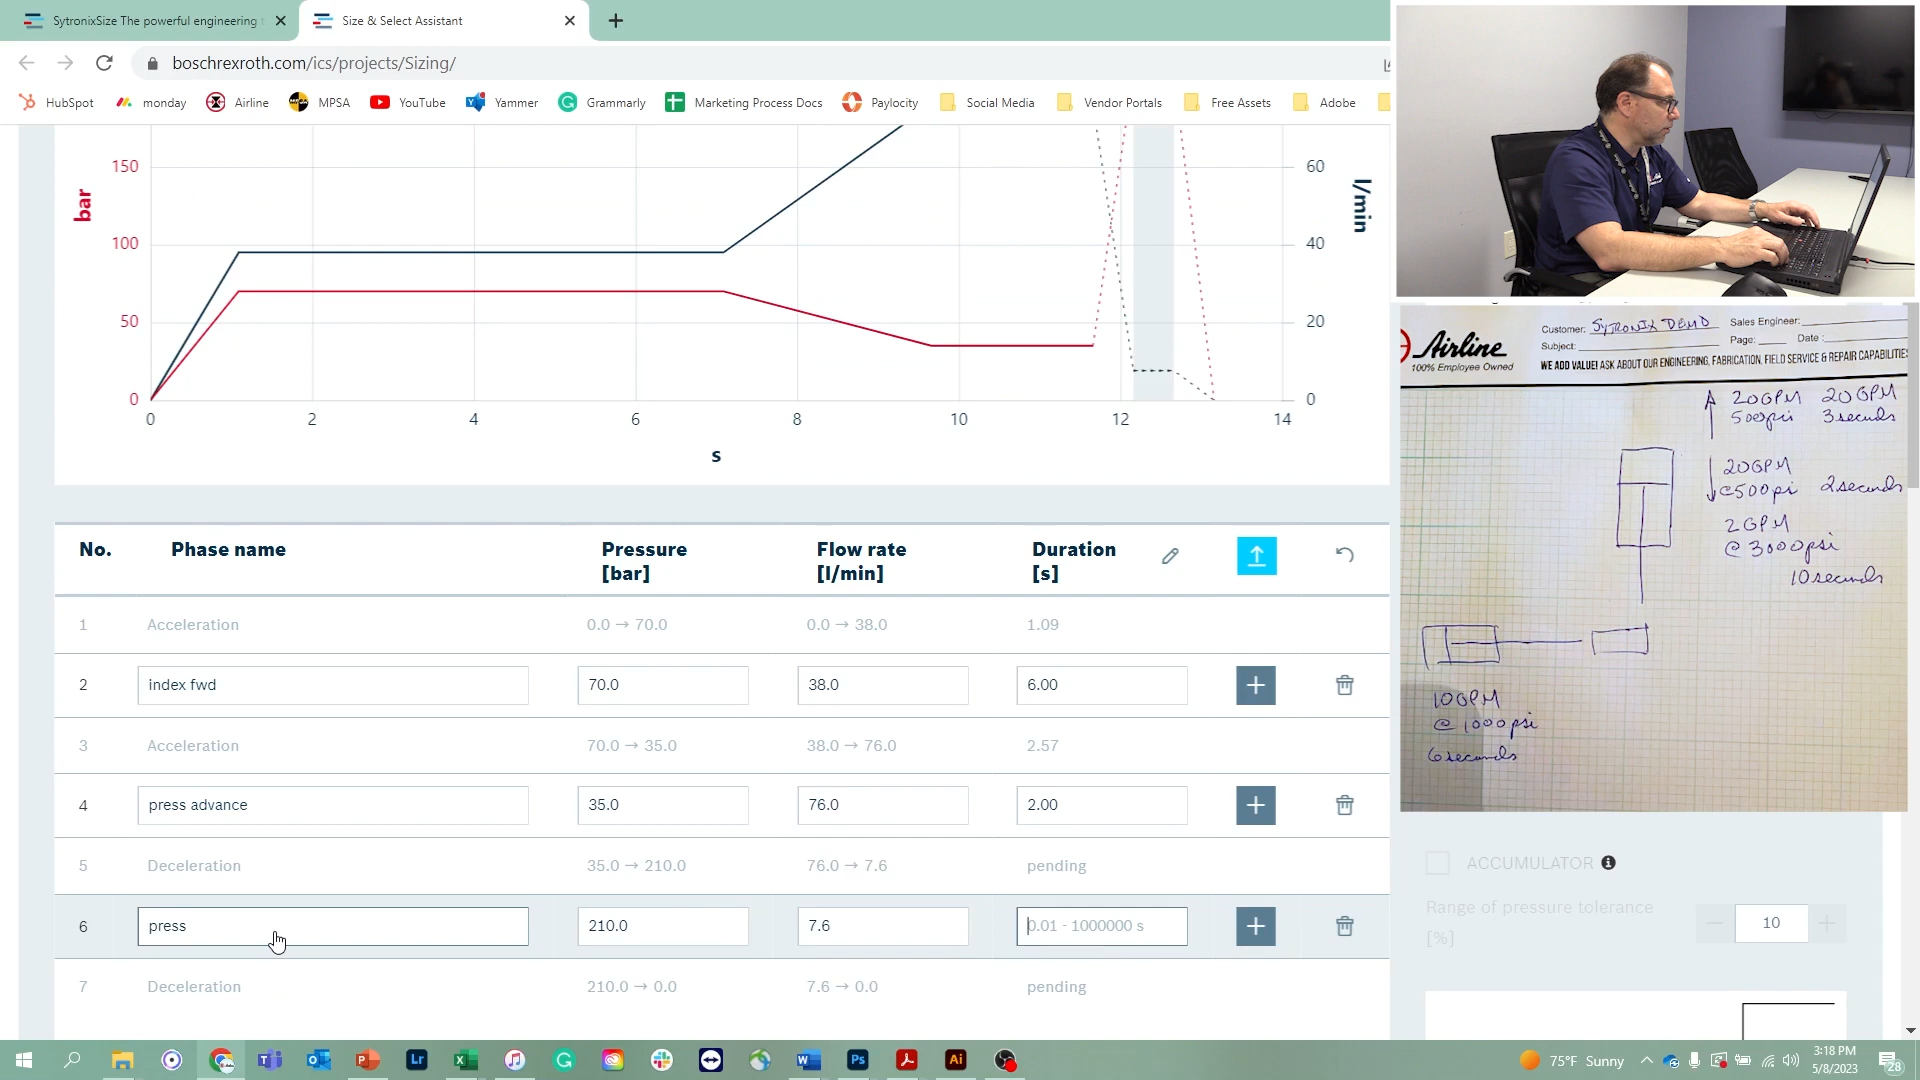 SytronixSize The powerful engineering t
Size & Select Assistant
boschrexroth.com/ics/projects/Sizing/
HubSpot monday Airline MPSA YouTube Yammer Grammarly Marketing Process Docs Paylocity Social Media Vendor Portals Free Assets Adobe
bar
150
100
50
0
0 2 4 6 8 10 12 14
s
60
40
20
0
l/min
No. Phase name Pressure [bar] Flow rate [l/min] Duration [s]
1 Acceleration 0.0 → 70.0 0.0 → 38.0 1.09
2 index fwd 70.0 38.0 6.00
3 Acceleration 70.0 → 35.0 38.0 → 76.0 2.57
4 press advance 35.0 76.0 2.00
5 Deceleration 35.0 → 210.0 76.0 → 7.6 pending
6 press 210.0 7.6 0.01 - 1000000 s
7 Deceleration 210.0 → 0.0 7.6 → 0.0 pending
Airline
100% Employee Owned
Customer: SYTRONIX DEMO Sales Engineer:
Subject: Page: Date:
WE ADD VALUE! ASK ABOUT OUR ENGINEERING, FABRICATION, FIELD SERVICE & REPAIR CAPABILITIES
20GPM 20GPM
500psi 3seconds
20GPM
@500psi 2seconds
2GPM
@3000psi
10seconds
10GPM
@1000psi
6seconds
ACCUMULATOR
Range of pressure tolerance
[%]
10
75°F Sunny
3:18 PM
5/8/2023
28